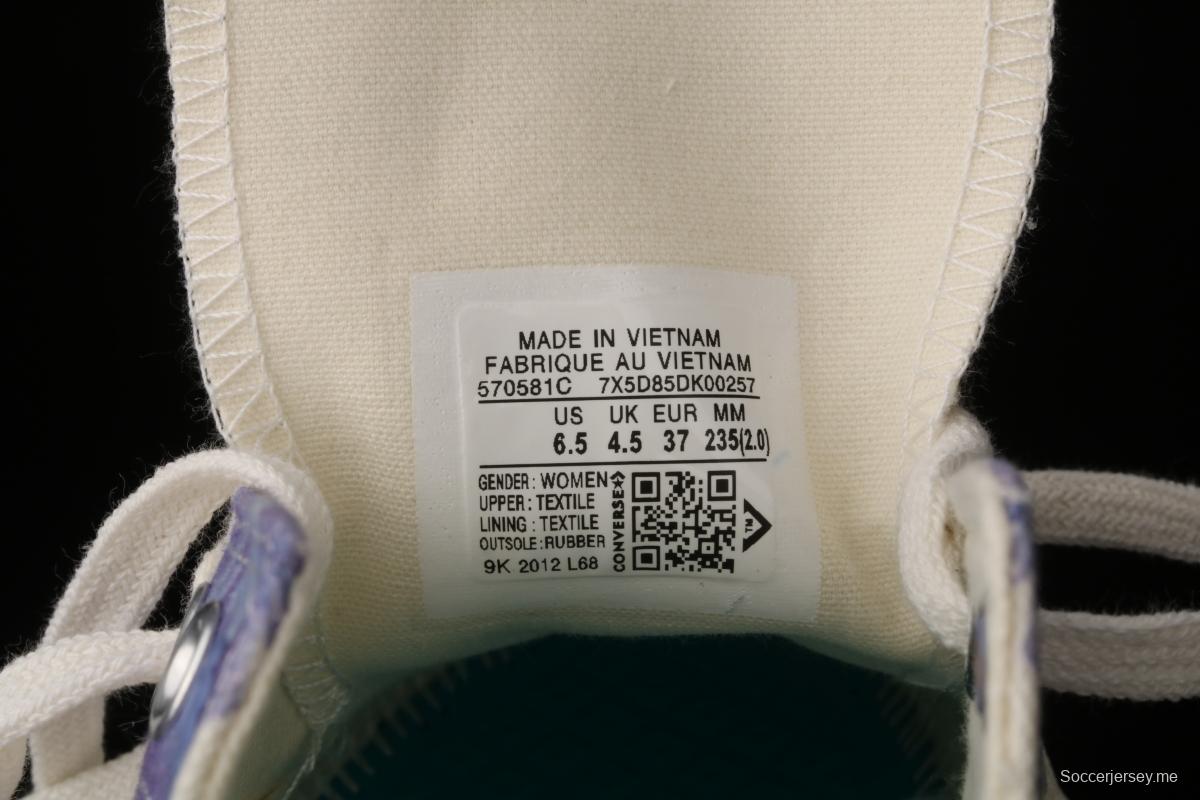 MADE IN VIETNAM
FABRIQUE AU VIETNAM
570581C 7X5D85DK00257
US UK EUR MM
6.5 4.5 37 235(2.0)
GENDER: WOMEN
UPPER: TEXTILE
LINING: TEXTILE
OUTSOLE: RUBBER
9K 2012 L68
CONVERSE
TM
Soccerjersey.me